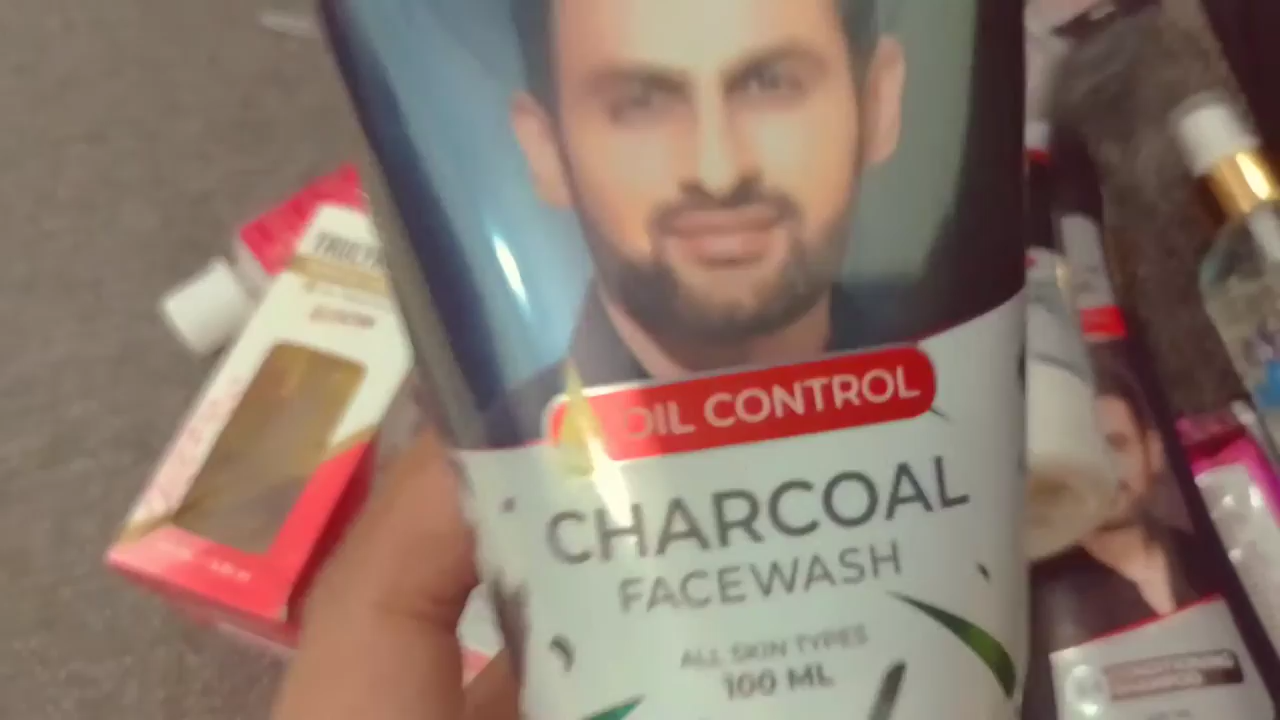 OIL CONTROL
CHARCOAL
FACEWASH
ALL SKIN TYPES
100 ML